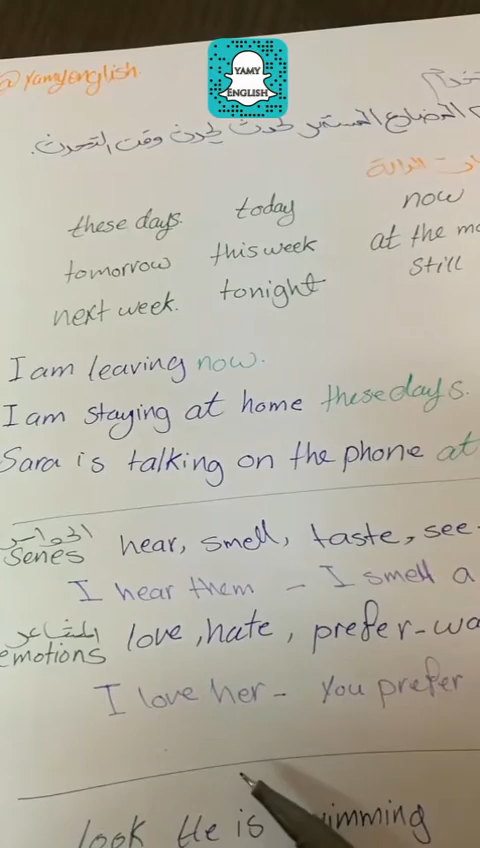 @yamyenglish
YAMY
ENGLISH
المضارع المستمر لحدث يحدث وقت التحدث.
these days. today now
tomorrow this week at the
next week. tonight still
I am leaving now.
I am staying at home these days.
Sara is talking on the phone at
الحواس hear, smell, taste, see
Senes
I hear them – I smell a
المشاعر love, hate, prefer – wa
emotions
I love her – You prefer
look He is swimming